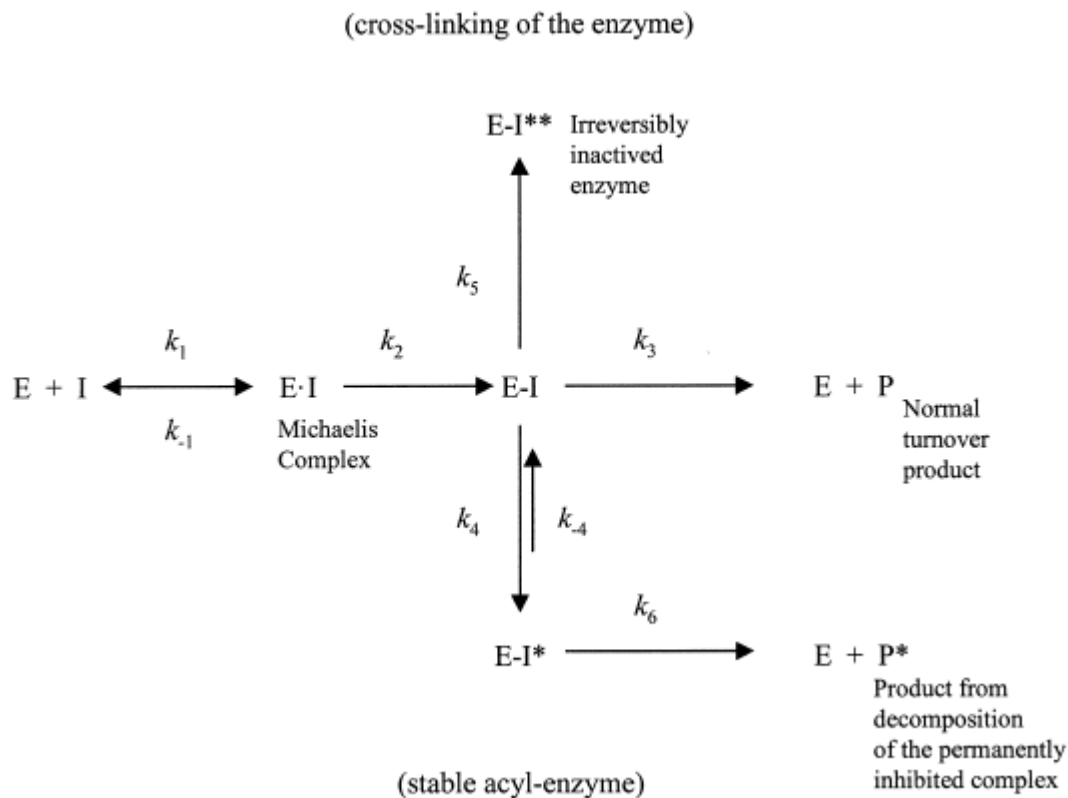 (cross-linking of the enzyme)
E-I** Irreversibly
inactived
enzyme
k5
k1 k2 k3
E + I E·I E-I E + P
k-1 Michaelis
Complex
Normal
turnover
product
k4 k-4
k6
E-I* E + P*
Product from
decomposition
of the permanently
inhibited complex
(stable acyl-enzyme)